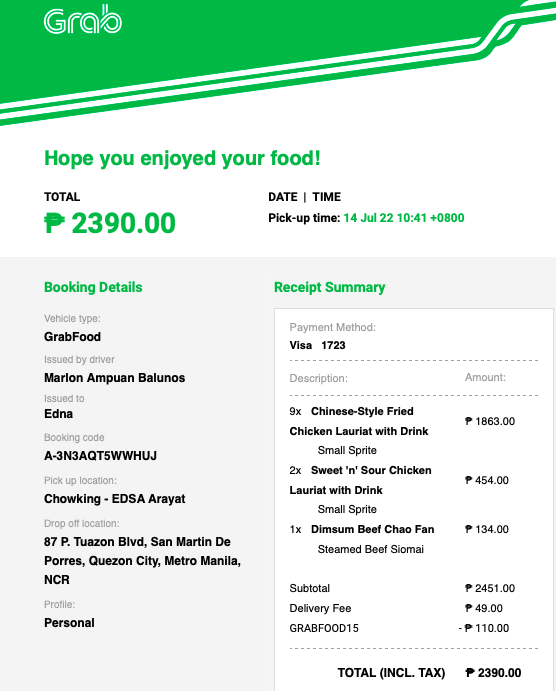 Grab
Hope you enjoyed your food!
TOTAL
₱ 2390.00
DATE | TIME
Pick-up time: 14 Jul 22 10:41 +0800
Booking Details
Vehicle type:
GrabFood
Issued by driver
Marlon Ampuan Balunos
Issued to
Edna
Booking code
A-3N3AQT5WWHUJ
Pick up location:
Chowking - EDSA Arayat
Drop off location:
87 P. Tuazon Blvd, San Martin De
Porres, Quezon City, Metro Manila,
NCR
Profile:
Personal
Receipt Summary
Payment Method:
Visa 1723
Description: Amount:
9x Chinese-Style Fried
Chicken Lauriat with Drink ₱ 1863.00
Small Sprite
2x Sweet 'n' Sour Chicken
Lauriat with Drink ₱ 454.00
Small Sprite
1x Dimsum Beef Chao Fan ₱ 134.00
Steamed Beef Siomai
Subtotal ₱ 2451.00
Delivery Fee ₱ 49.00
GRABFOOD15 - ₱ 110.00
TOTAL (INCL. TAX) ₱ 2390.00